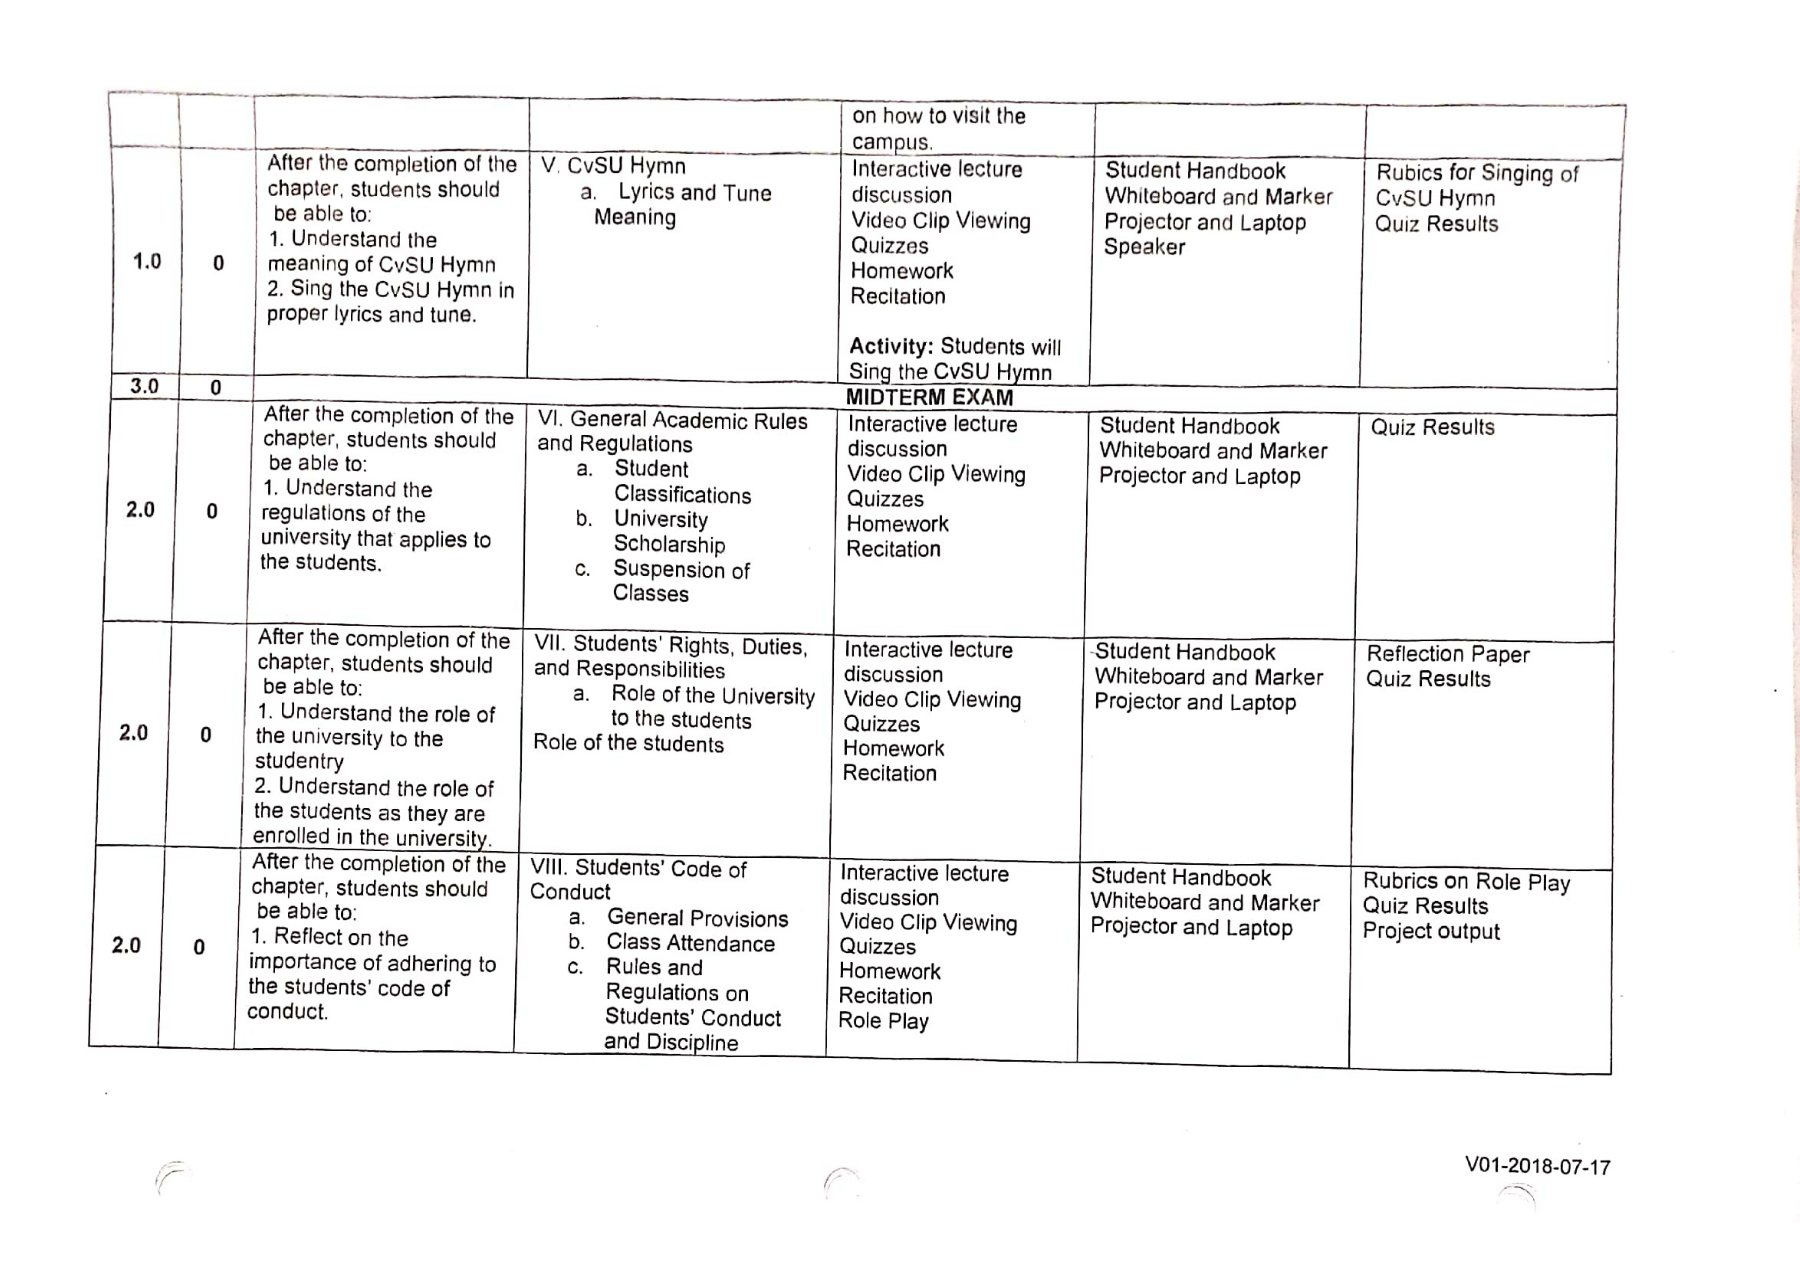 on how to visit the
campus.
1.0
0
After the completion of the
chapter, students should
be able to:
1. Understand the
meaning of CvSU Hymn
2. Sing the CvSU Hymn in
proper lyrics and tune.
V. CvSU Hymn
a. Lyrics and Tune
Meaning
Interactive lecture
discussion
Video Clip Viewing
Quizzes
Homework
Recitation
Activity: Students will
Sing the CvSU Hymn
Student Handbook
Whiteboard and Marker
Projector and Laptop
Speaker
Rubics for Singing of
CvSU Hymn
Quiz Results
3.0
0
MIDTERM EXAM
2.0
0
After the completion of the
chapter, students should
be able to:
1. Understand the
regulations of the
university that applies to
the students.
VI. General Academic Rules
and Regulations
a. Student
Classifications
b. University
Scholarship
c. Suspension of
Classes
Interactive lecture
discussion
Video Clip Viewing
Quizzes
Homework
Recitation
Student Handbook
Whiteboard and Marker
Projector and Laptop
Quiz Results
2.0
0
After the completion of the
chapter, students should
be able to:
1. Understand the role of
the university to the
studentry
2. Understand the role of
the students as they are
enrolled in the university.
VII. Students' Rights, Duties,
and Responsibilities
a. Role of the University
to the students
Role of the students
Interactive lecture
discussion
Video Clip Viewing
Quizzes
Homework
Recitation
Student Handbook
Whiteboard and Marker
Projector and Laptop
Reflection Paper
Quiz Results
2.0
0
After the completion of the
chapter, students should
be able to:
1. Reflect on the
importance of adhering to
the students' code of
conduct.
VIII. Students' Code of
Conduct
a. General Provisions
b. Class Attendance
c. Rules and
Regulations on
Students' Conduct
and Discipline
Interactive lecture
discussion
Video Clip Viewing
Quizzes
Homework
Recitation
Role Play
Student Handbook
Whiteboard and Marker
Projector and Laptop
Rubrics on Role Play
Quiz Results
Project output
V01-2018-07-17